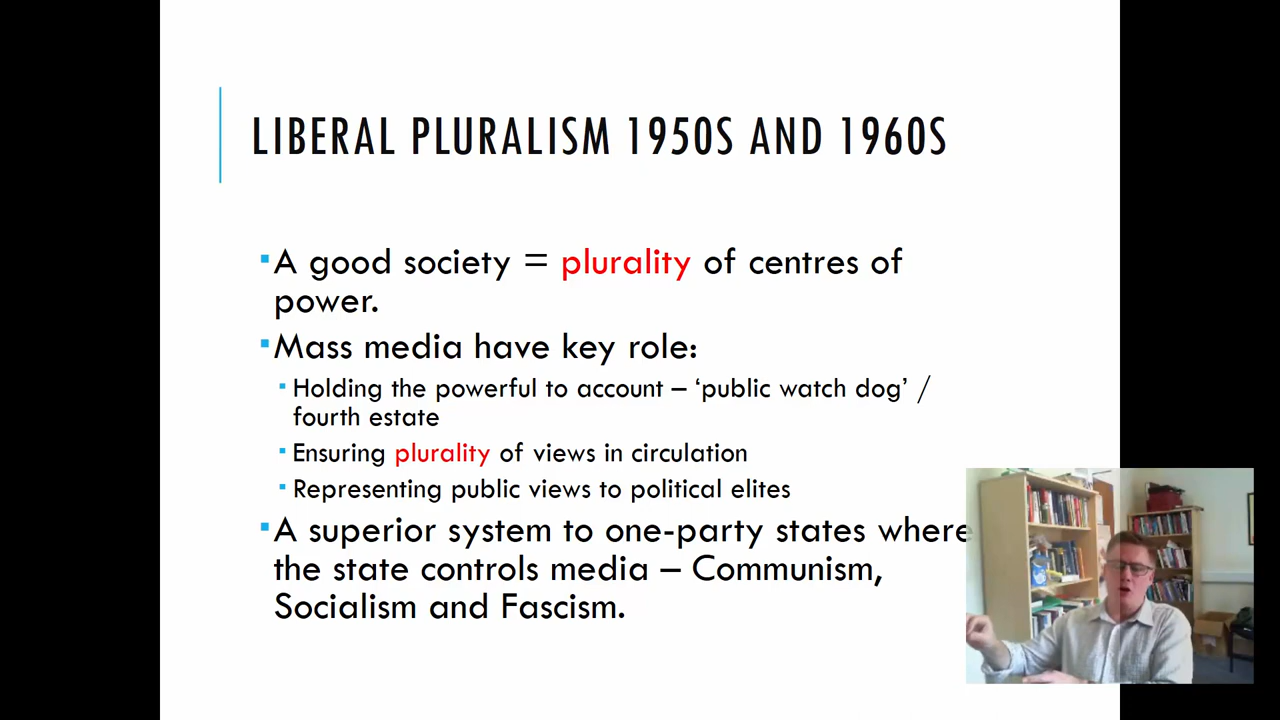 LIBERAL PLURALISM 1950S AND 1960S
A good society = plurality of centres of
power.
Mass media have key role:
Holding the powerful to account – ‘public watch dog’ /
fourth estate
Ensuring plurality of views in circulation
Representing public views to political elites
A superior system to one-party states where
the state controls media – Communism,
Socialism and Fascism.